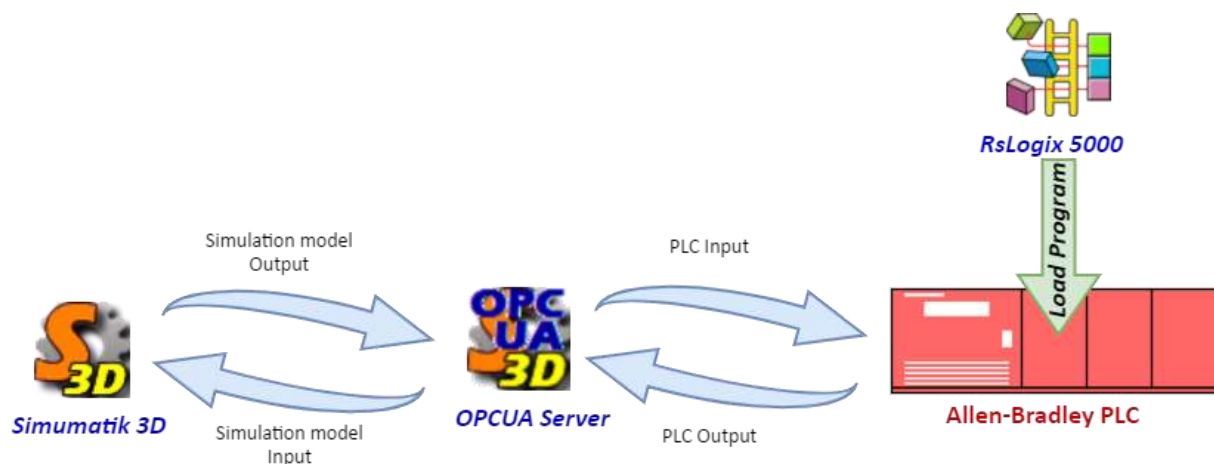 RsLogix 5000
Load Program
Simulation model
Output
PLC Input
S
3D
Simumatik 3D
OPC
UA
3D
OPCUA Server
Simulation model
Input
PLC Output
Allen-Bradley PLC